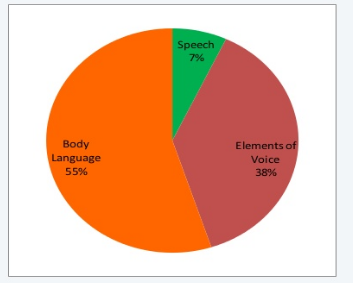 Speech
7%
Elements of
Voice
38%
Body
Language
55%